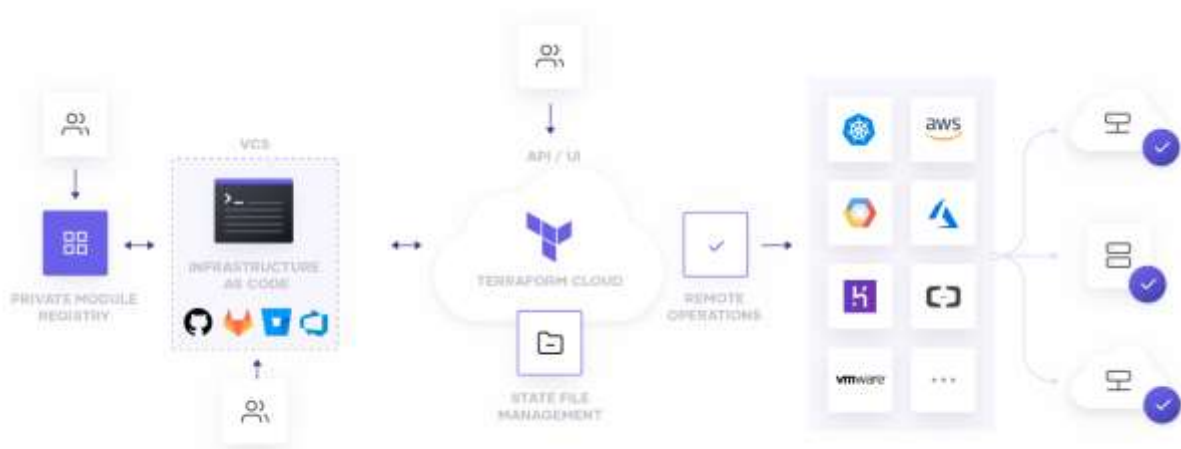 VCS
>_
INFRASTRUCTURE
AS CODE
PRIVATE MODULE
REGISTRY
API / UI
TERRAFORM CLOUD
STATE FILE
MANAGEMENT
REMOTE
OPERATIONS
aws
vmware